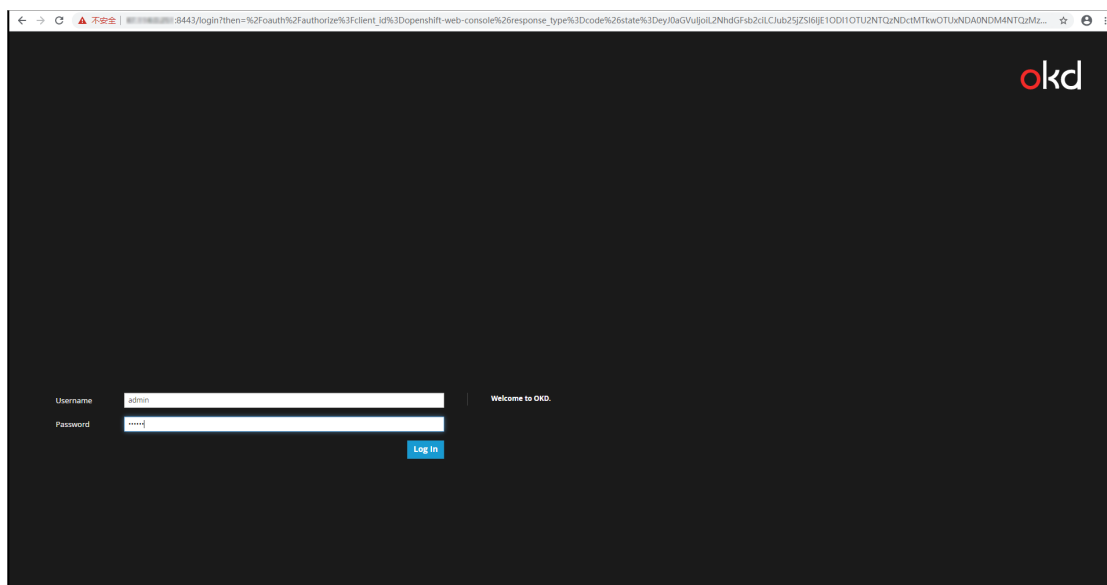 不安全 :8443/login?then=%2Foauth%2Fauthorize%3Fclient_id%3Dopenshift-web-console%26response_type%3Dcode%26state%3DeyJ0aGVuIjoiL2NhdGFsb2ciLCJub25jZSI6IjE1ODI1OTU2NTQzNDctMTkwOTUxNDA0NDM4NTQzMz...
okd
Username admin
Welcome to OKD.
Password ••••••
Log In